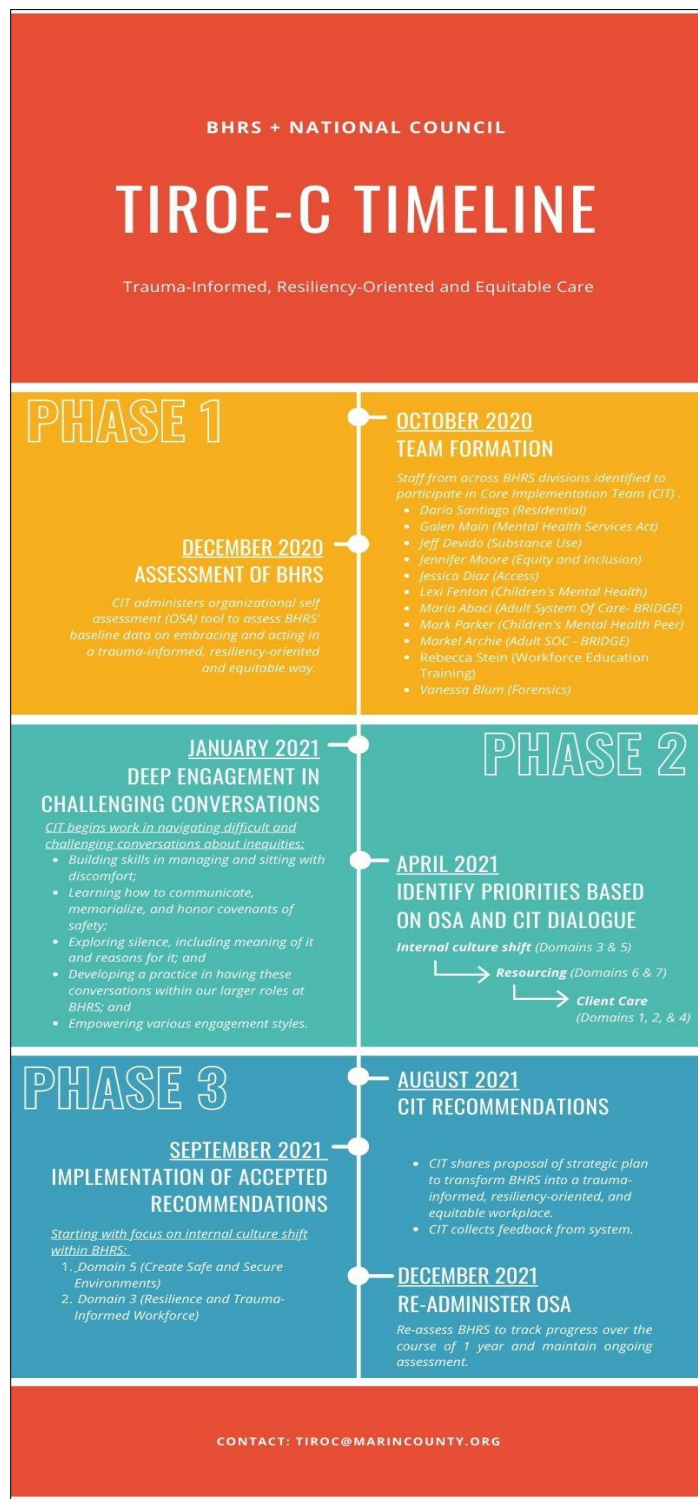 BHRS + NATIONAL COUNCIL
TIROE-C TIMELINE
Trauma-Informed, Resiliency-Oriented and Equitable Care
PHASE 1
OCTOBER 2020
TEAM FORMATION
Staff from across BHRS divisions identified to
participate in Core Implementation Team (CIT) .
• Dario Santiago (Residential)
• Galen Main (Mental Health Services Act)
• Jeff Devido (Substance Use)
• Jennifer Moore (Equity and Inclusion)
• Jessica Diaz (Access)
• Lexi Fenton (Children's Mental Health)
• Maria Abaci (Adult System Of Care- BRIDGE)
• Mark Parker (Children's Mental Health Peer)
• Markel Archie (Adult SOC - BRIDGE)
• Rebecca Stein (Workforce Education
Training)
• Vanessa Blum (Forensics)
DECEMBER 2020
ASSESSMENT OF BHRS
CIT administers organizational self
assessment (OSA) tool to assess BHRS'
baseline data on embracing and acting in
a trauma-informed, resiliency-oriented
and equitable way.
JANUARY 2021
DEEP ENGAGEMENT IN
CHALLENGING CONVERSATIONS
CIT begins work in navigating difficult and
challenging conversations about inequities:
• Building skills in managing and sitting with
discomfort;
• Learning how to communicate,
memorialize, and honor covenants of
safety;
• Exploring silence, including meaning of it
and reasons for it; and
• Developing a practice in having these
conversations within our larger roles at
BHRS; and
• Empowering various engagement styles.
PHASE 2
APRIL 2021
IDENTIFY PRIORITIES BASED
ON OSA AND CIT DIALOGUE
Internal culture shift (Domains 3 & 5)
Resourcing (Domains 6 & 7)
Client Care
(Domains 1, 2, & 4)
PHASE 3
AUGUST 2021
CIT RECOMMENDATIONS
• CIT shares proposal of strategic plan
to transform BHRS into a trauma-
informed, resiliency-oriented, and
equitable workplace.
• CIT collects feedback from system.
SEPTEMBER 2021
IMPLEMENTATION OF ACCEPTED
RECOMMENDATIONS
Starting with focus on internal culture shift
within BHRS:
1. Domain 5 (Create Safe and Secure
Environments)
2. Domain 3 (Resilience and Trauma-
Informed Workforce)
DECEMBER 2021
RE-ADMINISTER OSA
Re-assess BHRS to track progress over the
course of 1 year and maintain ongoing
assessment.
CONTACT: TIROC@MARINCOUNTY.ORG